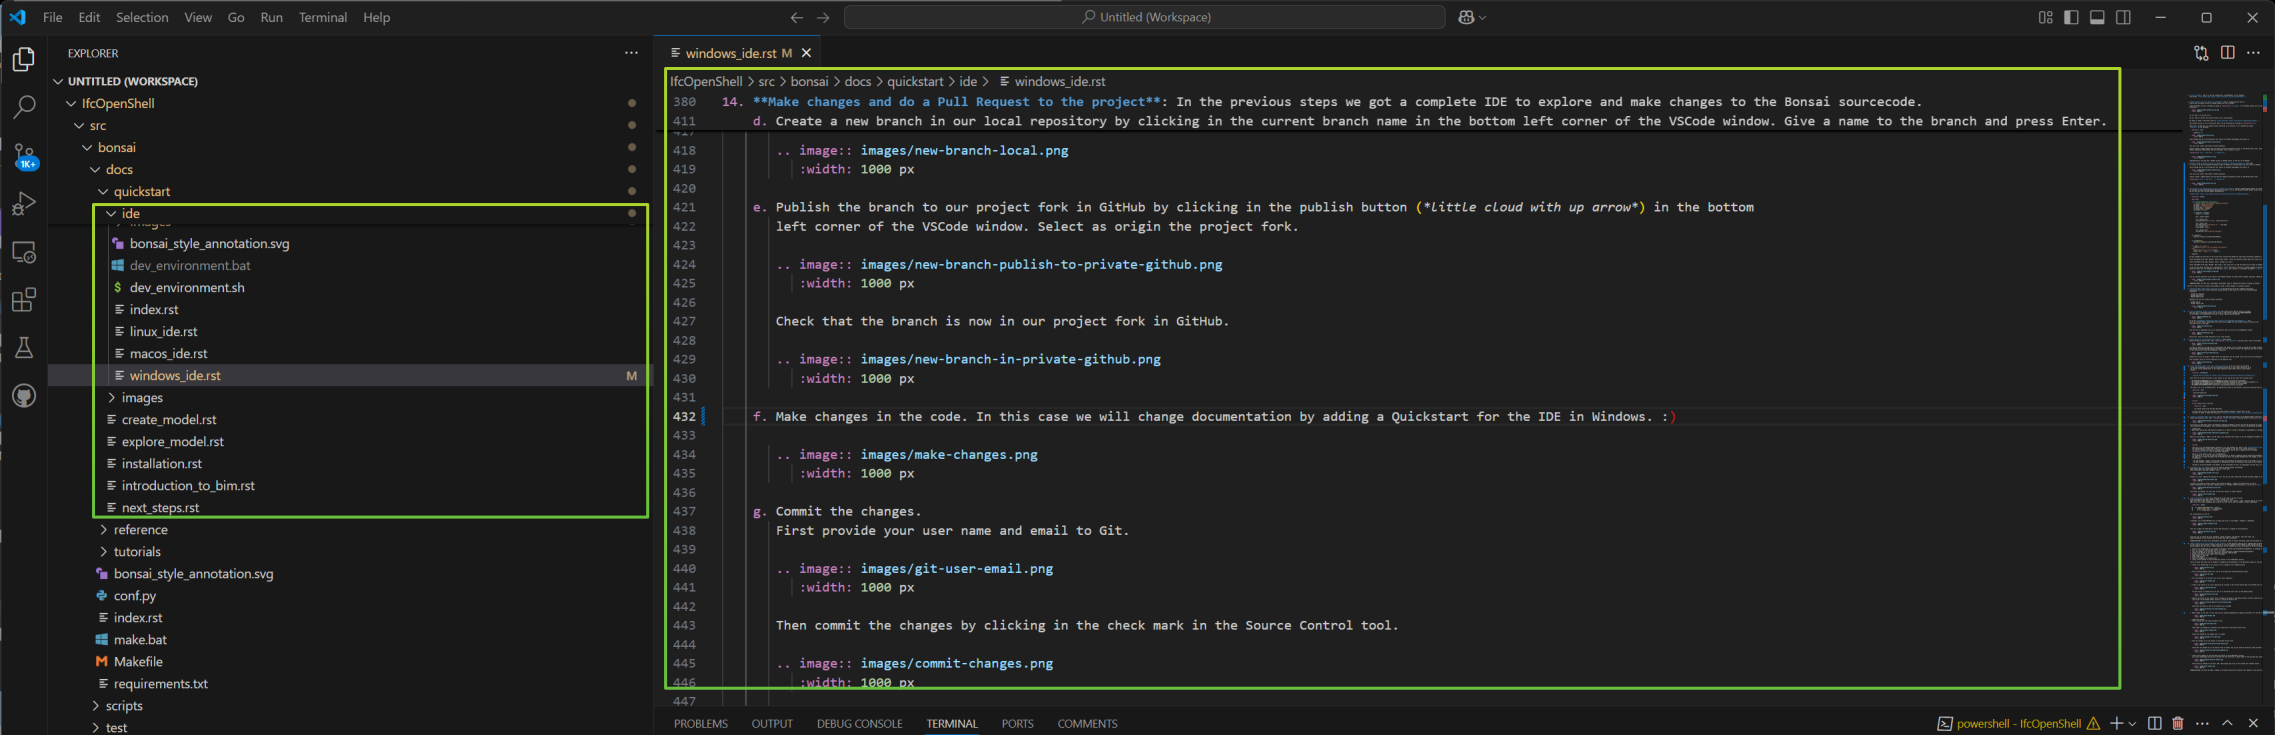 File Edit Selection View Go Run Terminal Help
Untitled (Workspace)
EXPLORER
UNTITLED (WORKSPACE)
IfcOpenShell
src
bonsai
docs
quickstart
ide
images
bonsai_style_annotation.svg
dev_environment.bat
dev_environment.sh
index.rst
linux_ide.rst
macos_ide.rst
windows_ide.rst M
images
create_model.rst
explore_model.rst
installation.rst
introduction_to_bim.rst
next_steps.rst
reference
tutorials
bonsai_style_annotation.svg
conf.py
index.rst
make.bat
Makefile
requirements.txt
scripts
test
1K+
windows_ide.rst M
IfcOpenShell > src > bonsai > docs > quickstart > ide > windows_ide.rst
380 14. **Make changes and do a Pull Request to the project**: In the previous steps we got a complete IDE to explore and make changes to the Bonsai sourcecode.
411 d. Create a new branch in our local repository by clicking in the current branch name in the bottom left corner of the VSCode window. Give a name to the branch and press Enter.
417
418 .. image:: images/new-branch-local.png
419 :width: 1000 px
420
421 e. Publish the branch to our project fork in GitHub by clicking in the publish button (*little cloud with up arrow*) in the bottom
422 left corner of the VSCode window. Select as origin the project fork.
423
424 .. image:: images/new-branch-publish-to-private-github.png
425 :width: 1000 px
426
427 Check that the branch is now in our project fork in GitHub.
428
429 .. image:: images/new-branch-in-private-github.png
430 :width: 1000 px
431
432 f. Make changes in the code. In this case we will change documentation by adding a Quickstart for the IDE in Windows. :)
433
434 .. image:: images/make-changes.png
435 :width: 1000 px
436
437 g. Commit the changes.
438 First provide your user name and email to Git.
439
440 .. image:: images/git-user-email.png
441 :width: 1000 px
442
443 Then commit the changes by clicking in the check mark in the Source Control tool.
444
445 .. image:: images/commit-changes.png
446 :width: 1000 px
447
PROBLEMS OUTPUT DEBUG CONSOLE TERMINAL PORTS COMMENTS
powershell - IfcOpenShell